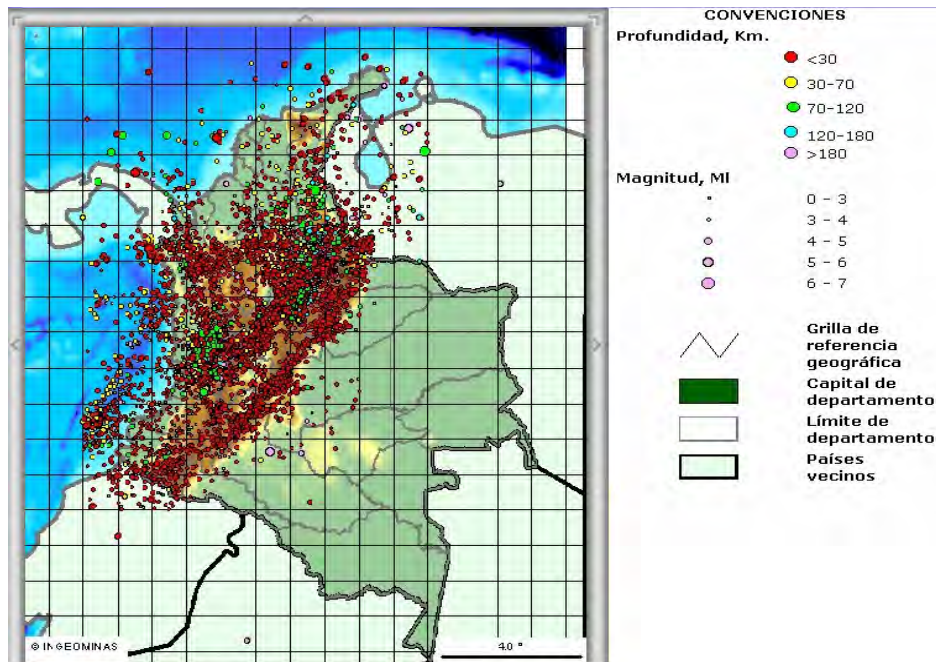 CONVENCIONES
Profundidad, Km.
<30
30-70
70-120
120-180
>180
Magnitud, Ml
0 - 3
3 - 4
4 - 5
5 - 6
6 - 7
Grilla de
referencia
geográfica
Capital de
departamento
Límite de
departamento
Países
vecinos
© INGEOMINAS
4.0 °